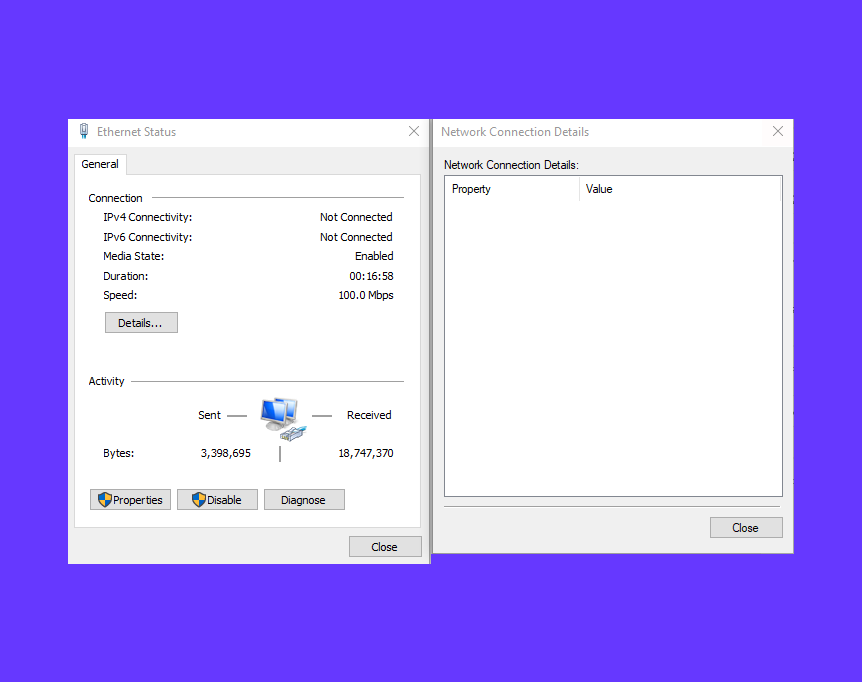 Ethernet Status
General
Connection
IPv4 Connectivity: Not Connected
IPv6 Connectivity: Not Connected
Media State: Enabled
Duration: 00:16:58
Speed: 100.0 Mbps
Details...
Activity
Sent Received
Bytes: 3,398,695 18,747,370
Properties Disable Diagnose
Close
Network Connection Details
Network Connection Details:
Property Value
Close